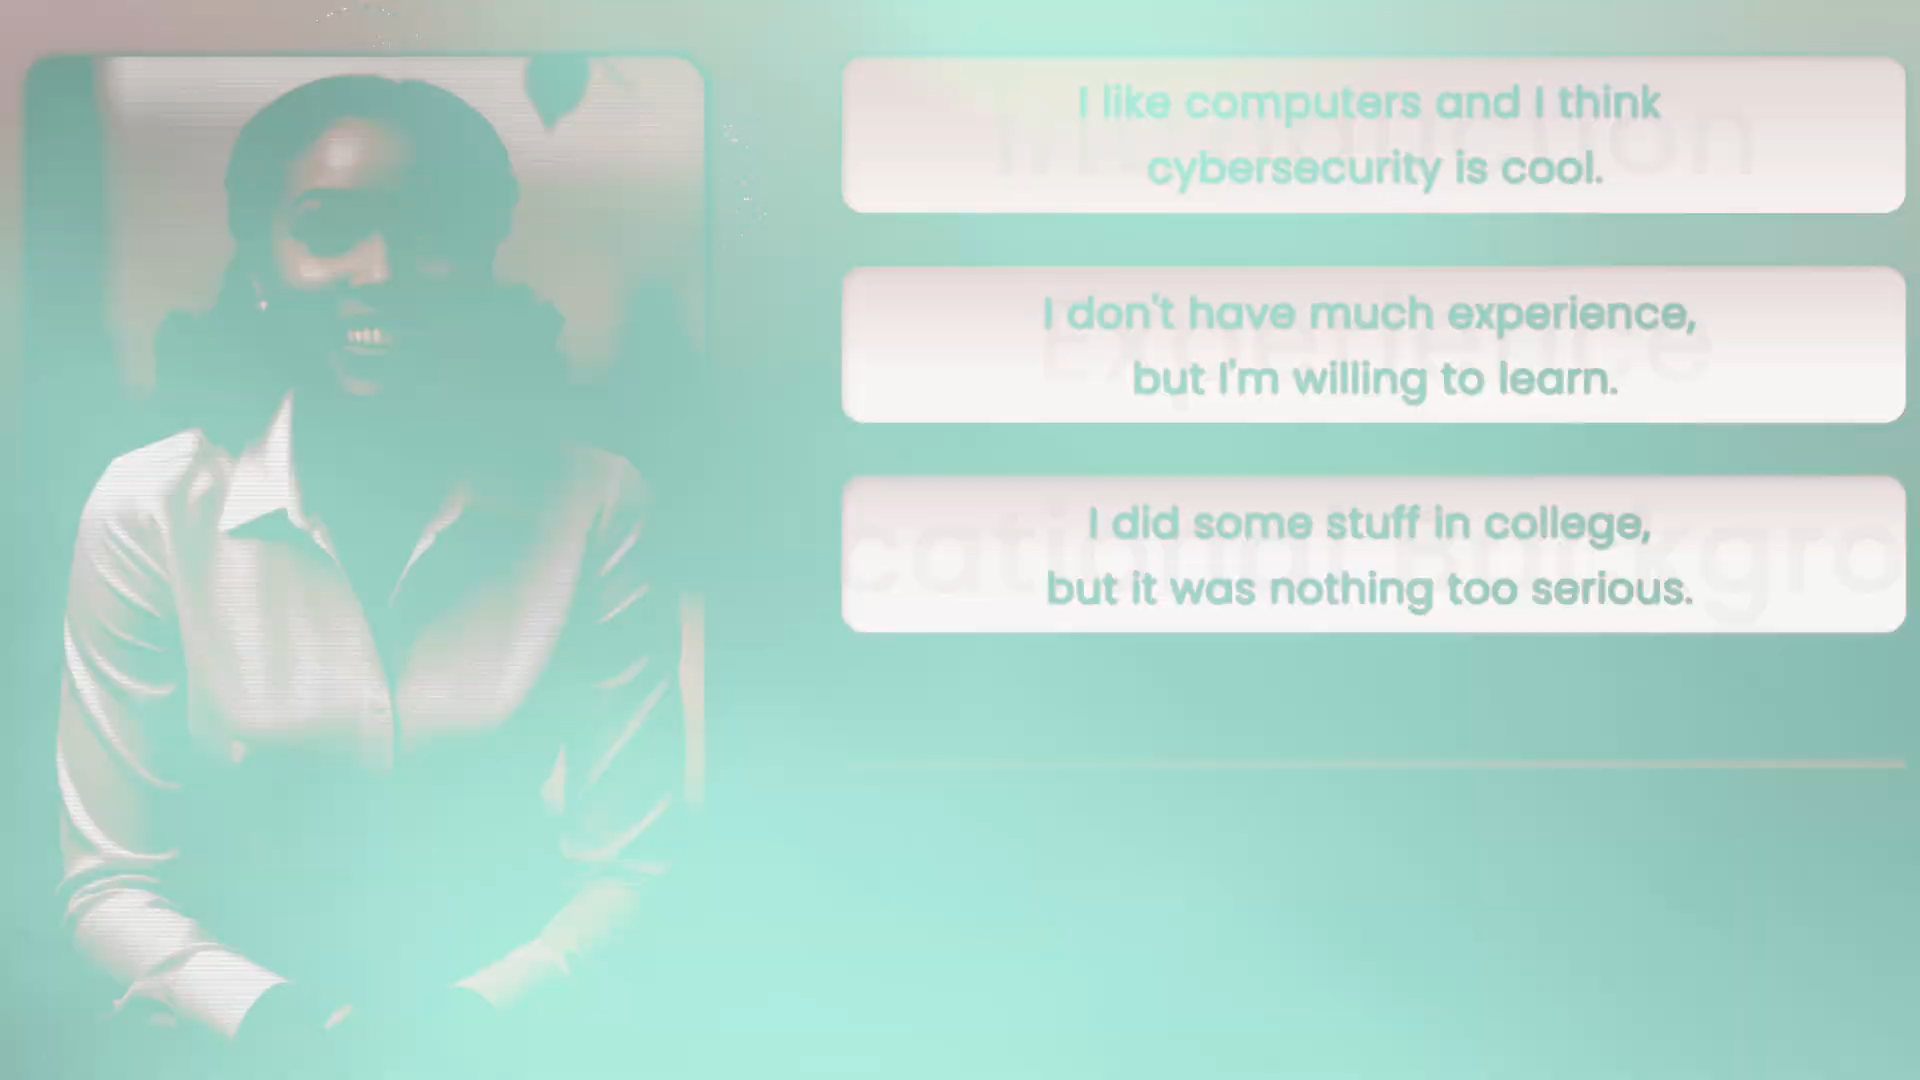 I like computers and I think
cybersecurity is cool.
I don't have much experience,
but I'm willing to learn.
Experience
I did some stuff in college,
but it was nothing too serious.